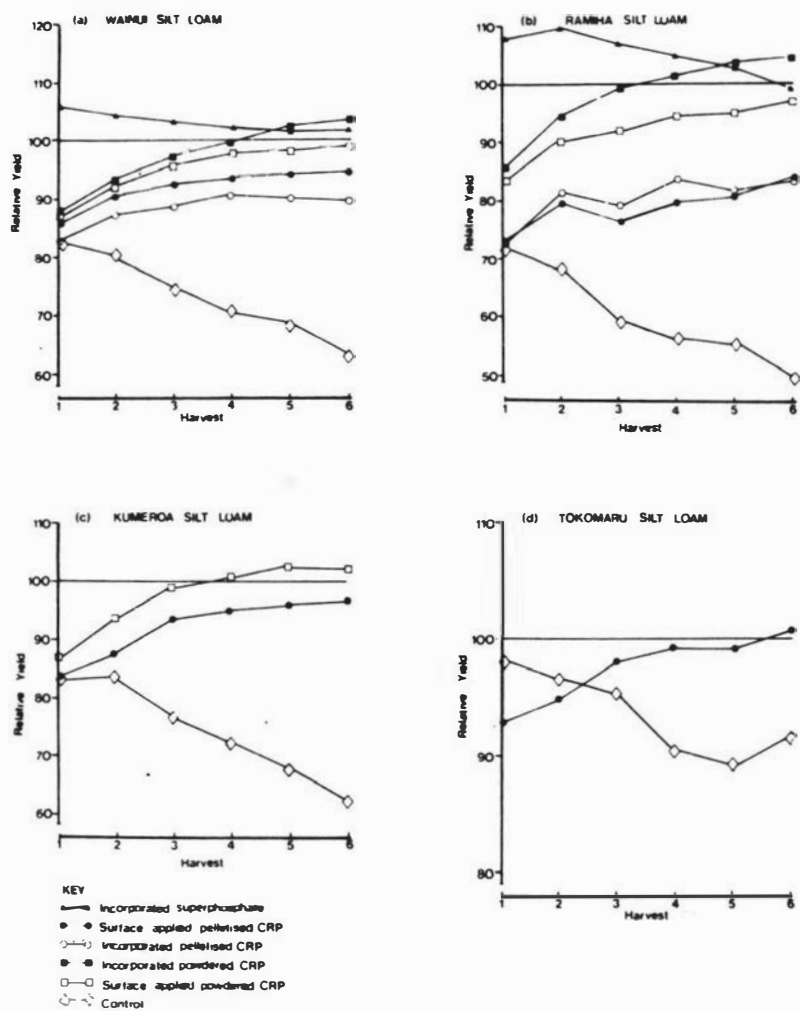 (a) WAINUI SILT LOAM
120
110
100
90
80
70
60
Relative Yield
1 2 3 4 5 6
Harvest
(b) RAMIHA SILT LOAM
110
100
90
80
70
60
50
Relative Yield
1 2 3 4 5 6
Harvest
(c) KUMEROA SILT LOAM
110
100
90
80
70
60
Relative Yield
1 2 3 4 5 6
Harvest
(d) TOKOMARU SILT LOAM
110
100
90
80
Relative Yield
1 2 3 4 5 6
Harvest
KEY
Incorporated superphosphate
Surface applied pelletised CRP
Incorporated pelletised CRP
Incorporated powdered CRP
Surface applied powdered CRP
Control